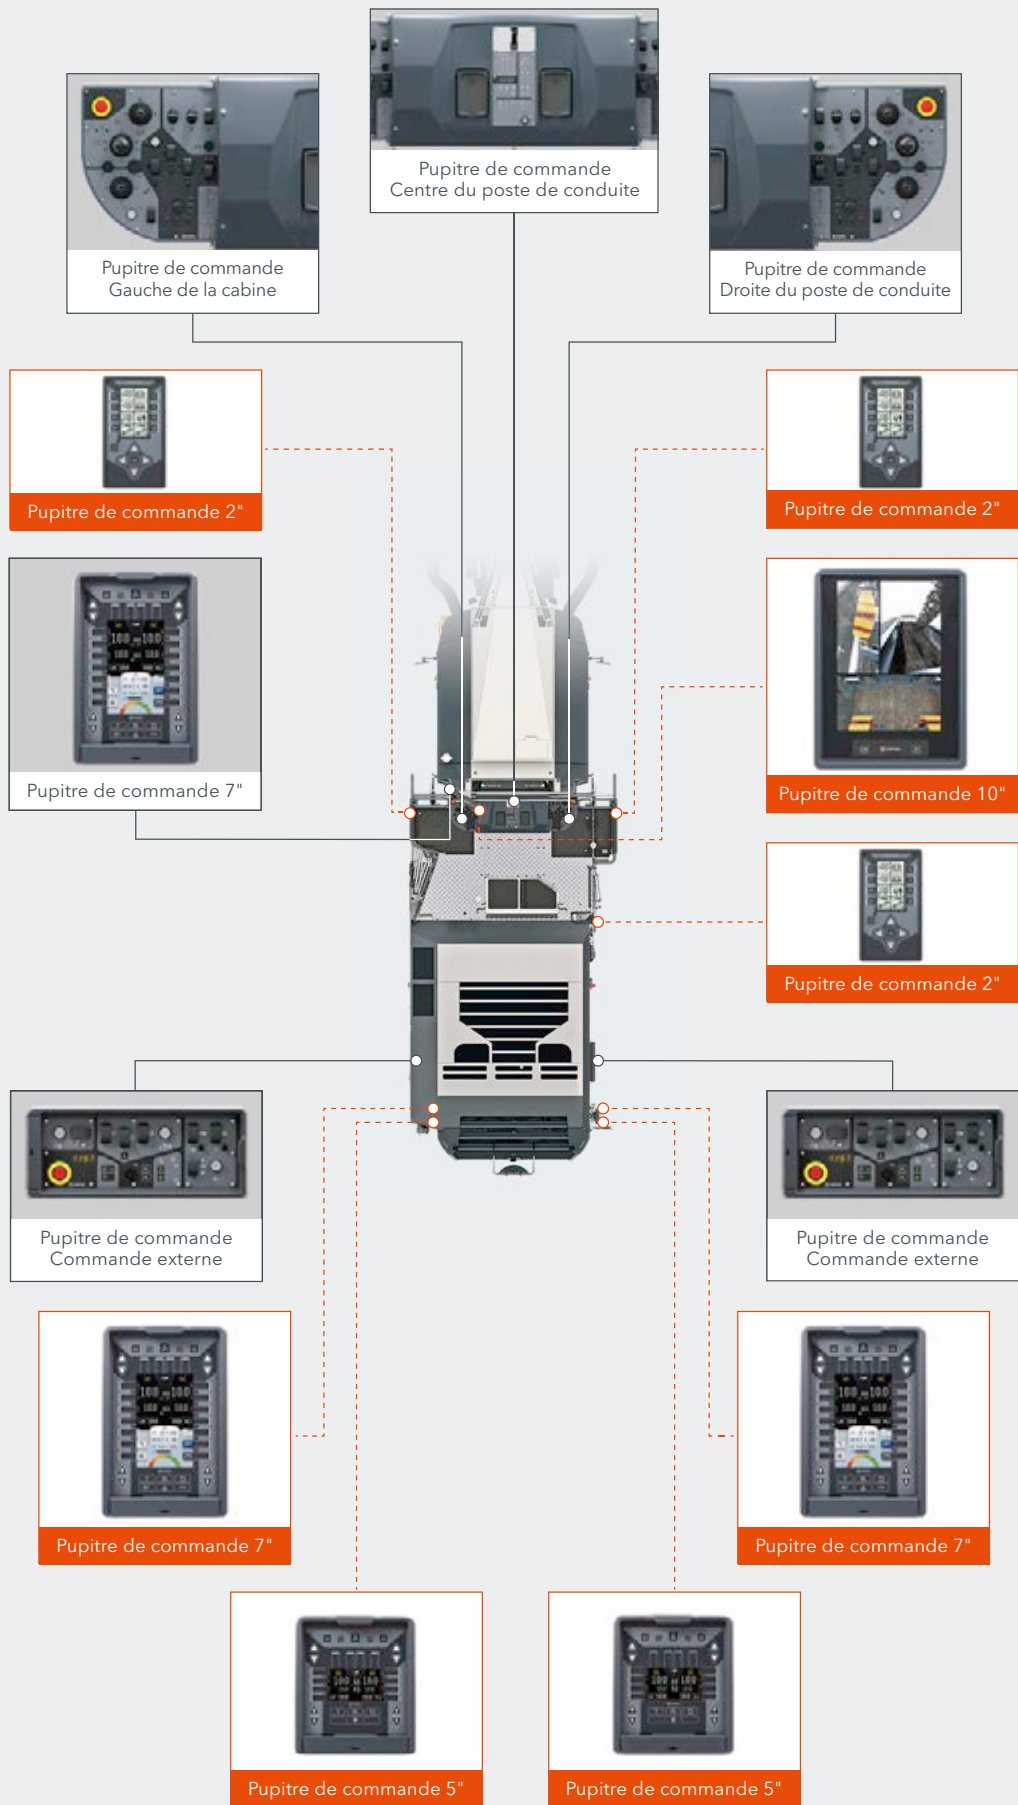 Pupitre de commande
Centre du poste de conduite
Pupitre de commande
Gauche de la cabine
Pupitre de commande
Droite du poste de conduite
Pupitre de commande 2"
Pupitre de commande 2"
Pupitre de commande 7"
Pupitre de commande 10"
Pupitre de commande 2"
Pupitre de commande
Commande externe
Pupitre de commande
Commande externe
Pupitre de commande 7"
Pupitre de commande 7"
Pupitre de commande 5"
Pupitre de commande 5"